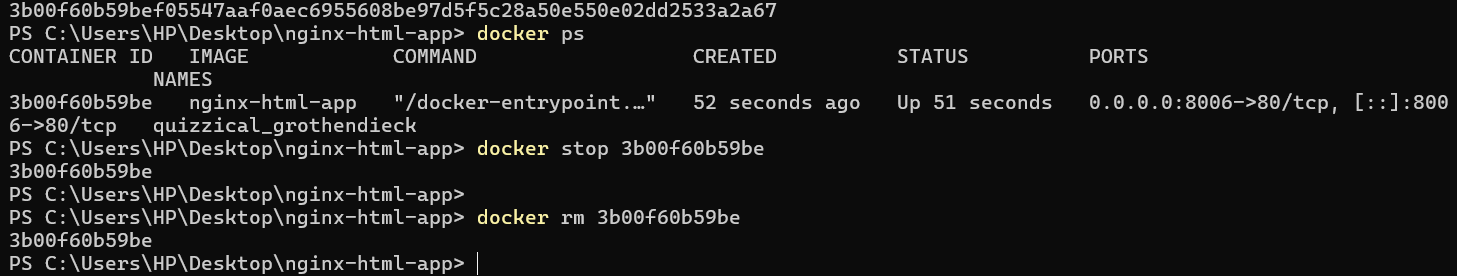 3b00f60b59bef05547aaf0aec6955608be97d5f5c28a50e550e02dd2533a2a67
PS C:\Users\HP\Desktop\nginx-html-app> docker ps
CONTAINER ID   IMAGE            COMMAND                  CREATED          STATUS          PORTS
            NAMES
3b00f60b59be   nginx-html-app   "/docker-entrypoint.…"   52 seconds ago   Up 51 seconds   0.0.0.0:8006->80/tcp, [::]:800
6->80/tcp   quizzical_grothendieck
PS C:\Users\HP\Desktop\nginx-html-app> docker stop 3b00f60b59be
3b00f60b59be
PS C:\Users\HP\Desktop\nginx-html-app>
PS C:\Users\HP\Desktop\nginx-html-app> docker rm 3b00f60b59be
3b00f60b59be
PS C:\Users\HP\Desktop\nginx-html-app>